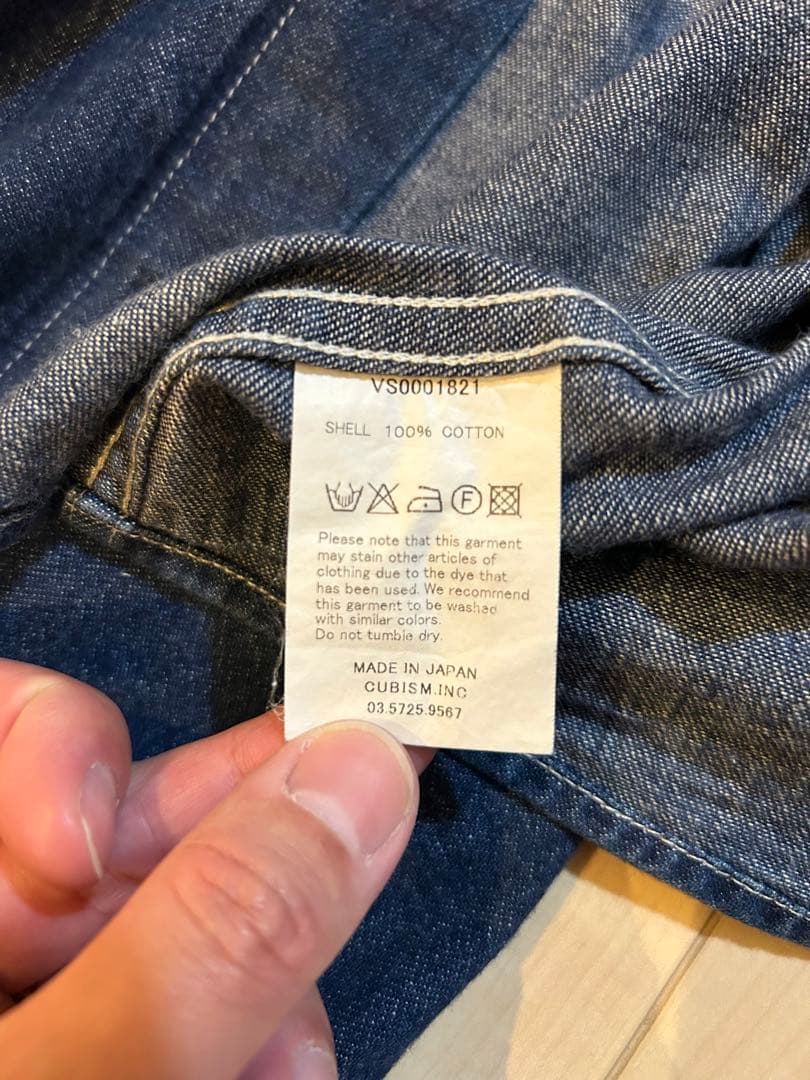 VS0001821
SHELL 100% COTTON
F
Please note that this garment
may stain other articles of
clothing due to the dye that
has been used. We recommend
this garment to be washed
with similar colors.
Do not tumble dry.
MADE IN JAPAN
CUBISM.INC
03.5725.9567